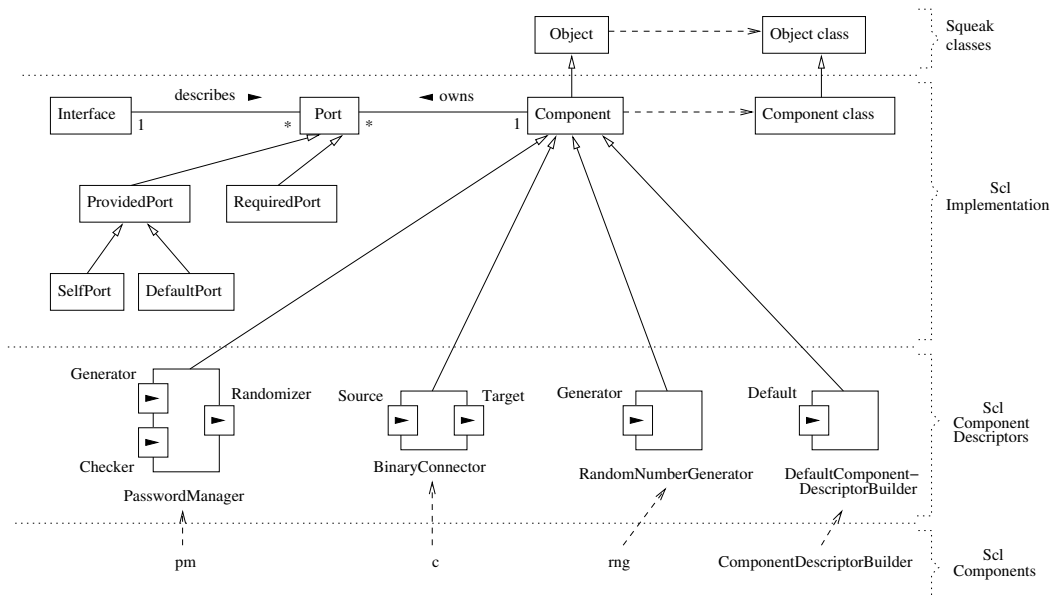 Object
Object class
Squeak
classes
Interface
describes
1
*
Port
*
owns
1
Component
Component class
ProvidedPort
RequiredPort
SelfPort
DefaultPort
Scl
Implementation
Generator
Checker
Randomizer
PasswordManager
Source
Target
BinaryConnector
Generator
RandomNumberGenerator
Default
DefaultComponent-
DescriptorBuilder
Scl
Component
Descriptors
pm
c
rng
ComponentDescriptorBuilder
Scl
Components